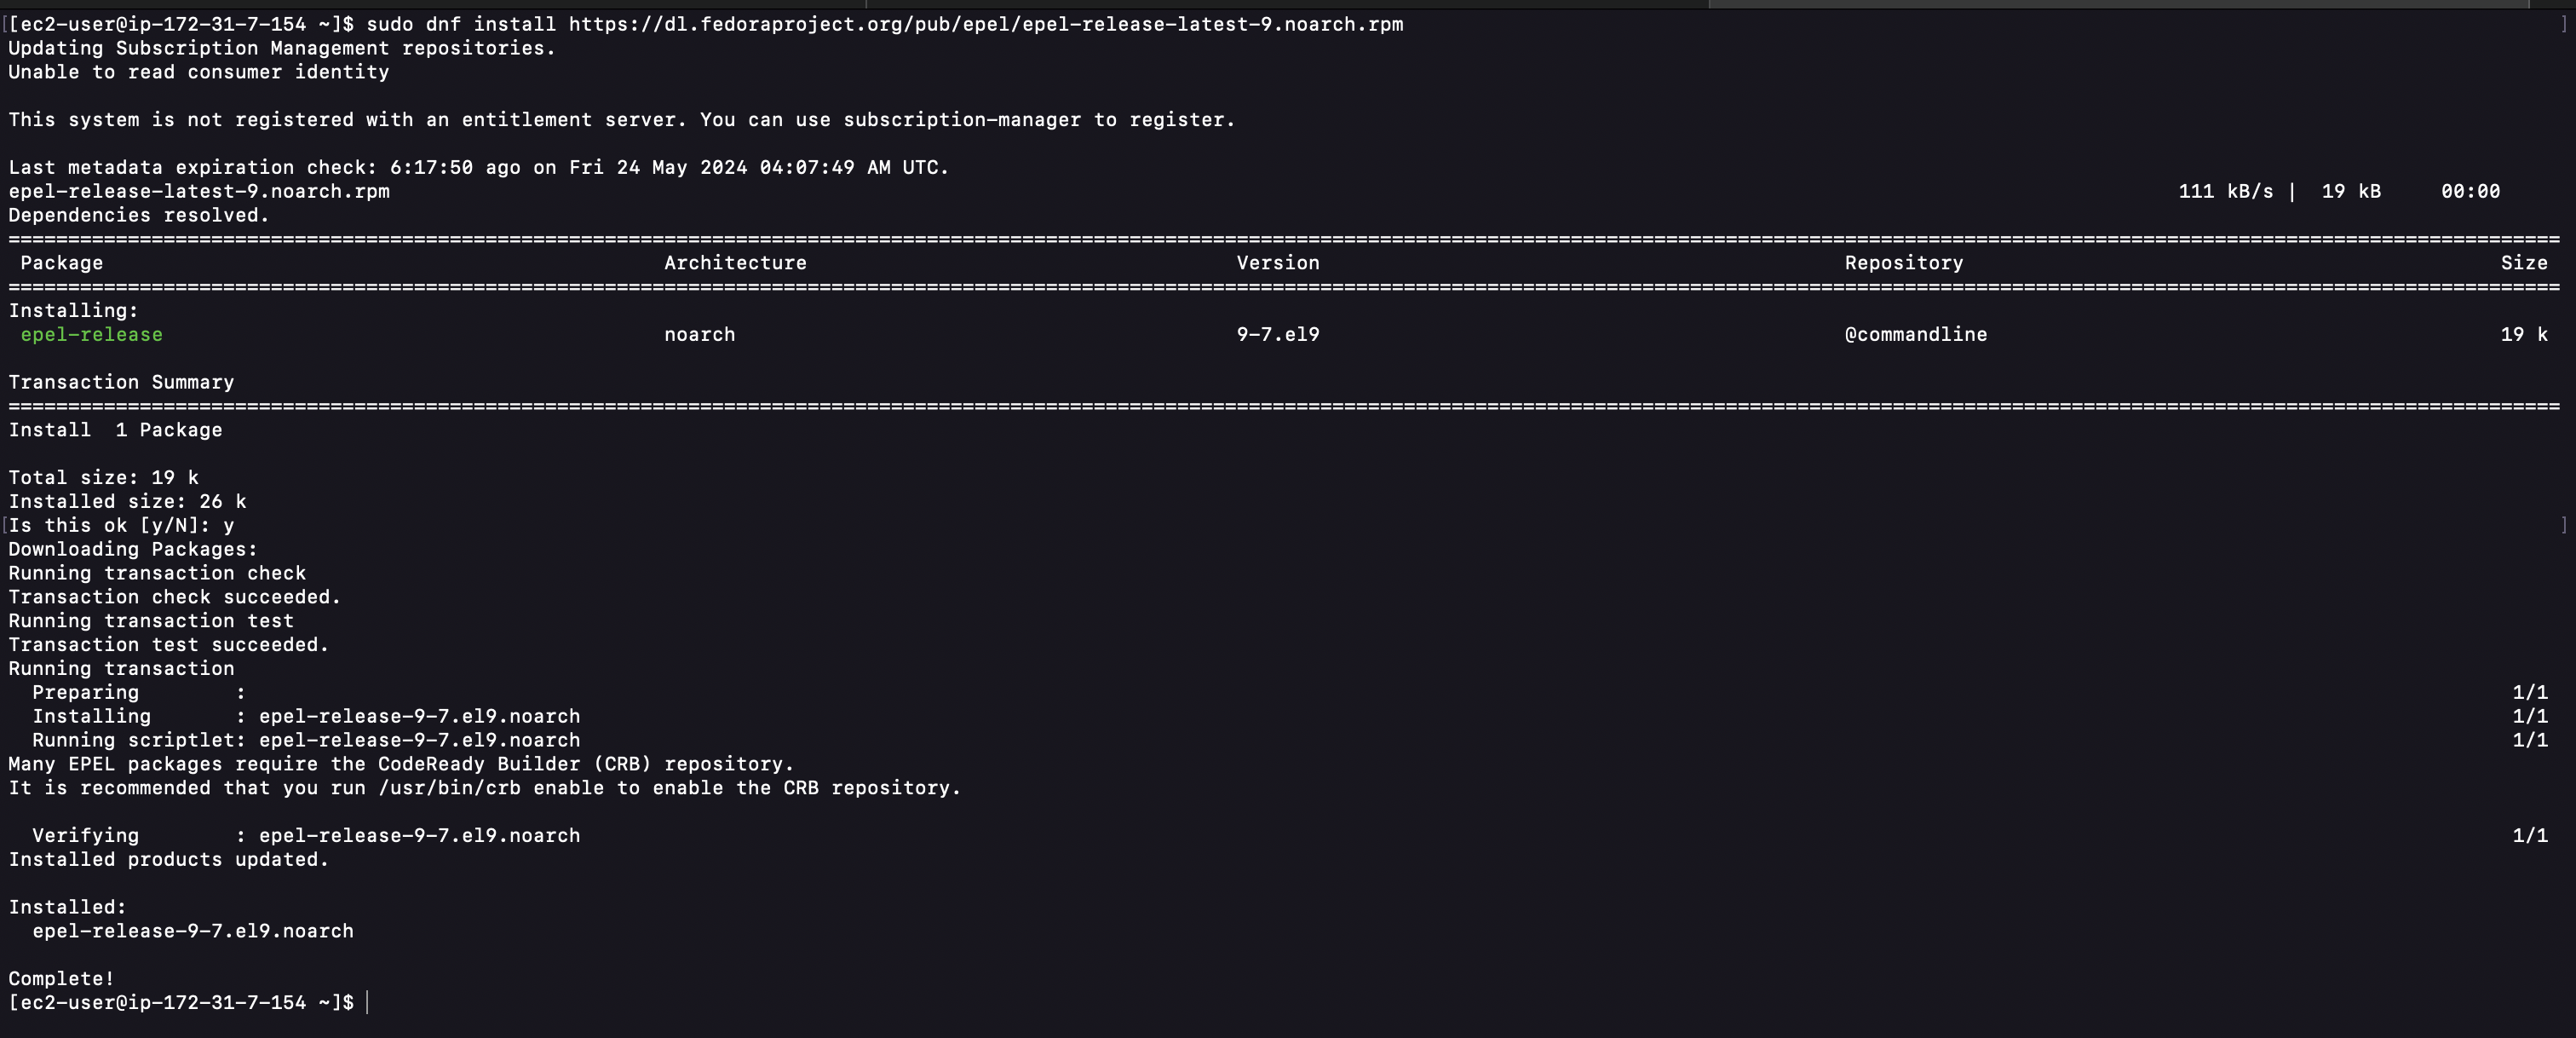 [[ec2-user@ip-172-31-7-154 ~]$ sudo dnf install https://dl.fedoraproject.org/pub/epel/epel-release-latest-9.noarch.rpm ]
Updating Subscription Management repositories.
Unable to read consumer identity
This system is not registered with an entitlement server. You can use subscription-manager to register.
Last metadata expiration check: 6:17:50 ago on Fri 24 May 2024 04:07:49 AM UTC.
epel-release-latest-9.noarch.rpm 111 kB/s | 19 kB 00:00
Dependencies resolved.
==================================================================================================================================================================================================================
Package Architecture Version Repository Size
==================================================================================================================================================================================================================
Installing:
epel-release noarch 9-7.el9 @commandline 19 k
Transaction Summary
==================================================================================================================================================================================================================
Install 1 Package
Total size: 19 k
Installed size: 26 k
[Is this ok [y/N]: y ]
Downloading Packages:
Running transaction check
Transaction check succeeded.
Running transaction test
Transaction test succeeded.
Running transaction
Preparing : 1/1
Installing : epel-release-9-7.el9.noarch 1/1
Running scriptlet: epel-release-9-7.el9.noarch 1/1
Many EPEL packages require the CodeReady Builder (CRB) repository.
It is recommended that you run /usr/bin/crb enable to enable the CRB repository.
Verifying : epel-release-9-7.el9.noarch 1/1
Installed products updated.
Installed:
epel-release-9-7.el9.noarch
Complete!
[ec2-user@ip-172-31-7-154 ~]$